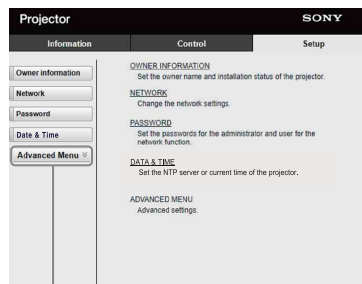 Projector
SONY
Information
Control
Setup
Owner information
Network
Password
Date & Time
Advanced Menu
OWNER INFORMATION
Set the owner name and installation status of the projector.
NETWORK
Change the network settings.
PASSWORD
Set the passwords for the administrator and user for the
network function.
DATA & TIME
Set the NTP server or current time of the projector.
ADVANCED MENU
Advanced settings.